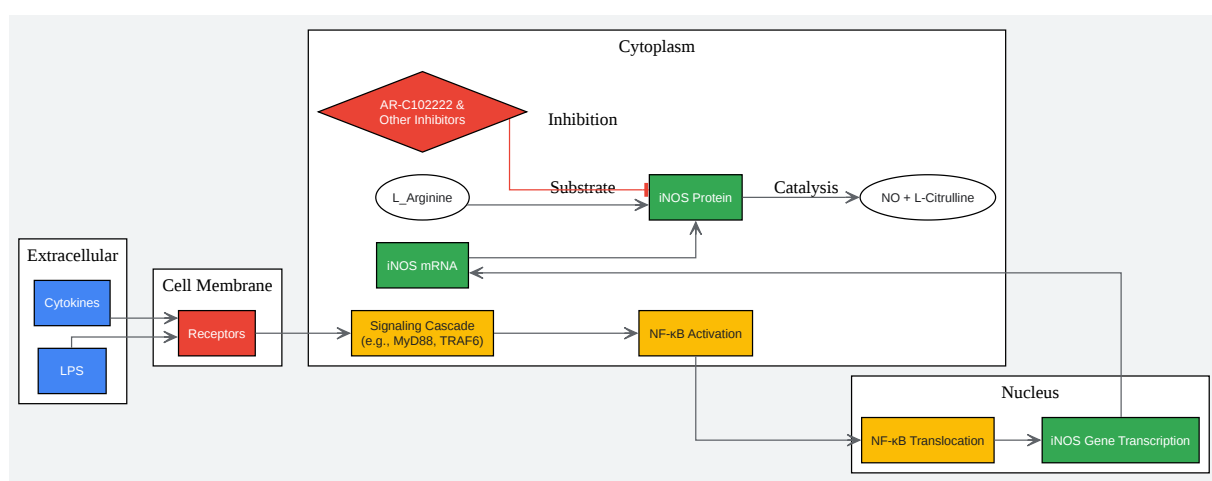 Cytoplasm
AR-C102222 &
Other Inhibitors
Inhibition
L_Arginine
Substrate
iNOS Protein
Catalysis
NO + L-Citrulline
iNOS mRNA
Extracellular
Cytokines
LPS
Cell Membrane
Receptors
Signaling Cascade
(e.g., MyD88, TRAF6)
NF-κB Activation
Nucleus
NF-κB Translocation
iNOS Gene Transcription